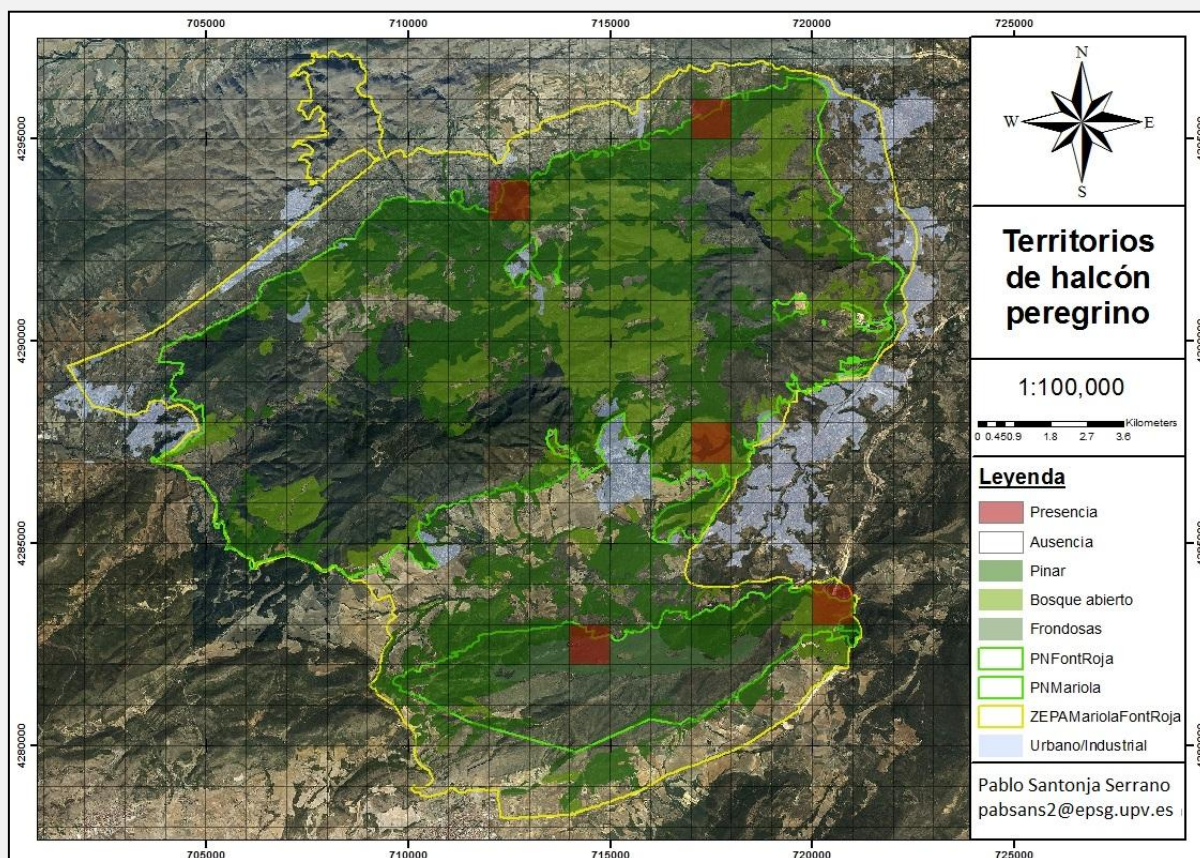 705000 710000 715000 720000 725000
4295000
4290000
4285000
4280000
705000 710000 715000 720000 725000
N
W E
S
Territorios
de halcón
peregrino
1:100,000
Kilometers
0 0.45 0.9 1.8 2.7 3.6
Leyenda
Presencia
Ausencia
Pinar
Bosque abierto
Frondosas
PNFontRoja
PNMariola
ZEPAMariolaFontRoja
Urbano/Industrial
Pablo Santonja Serrano
pabsans2@epsg.upv.es